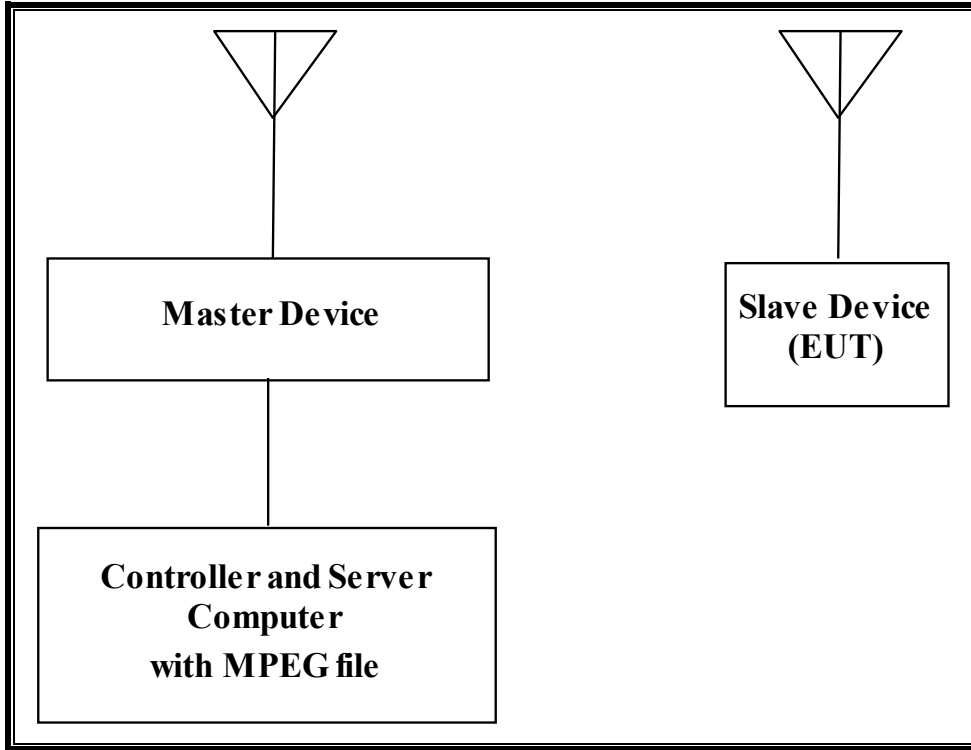 Master Device
Slave Device
(EUT)
Controller and Server
Computer
with MPEG file